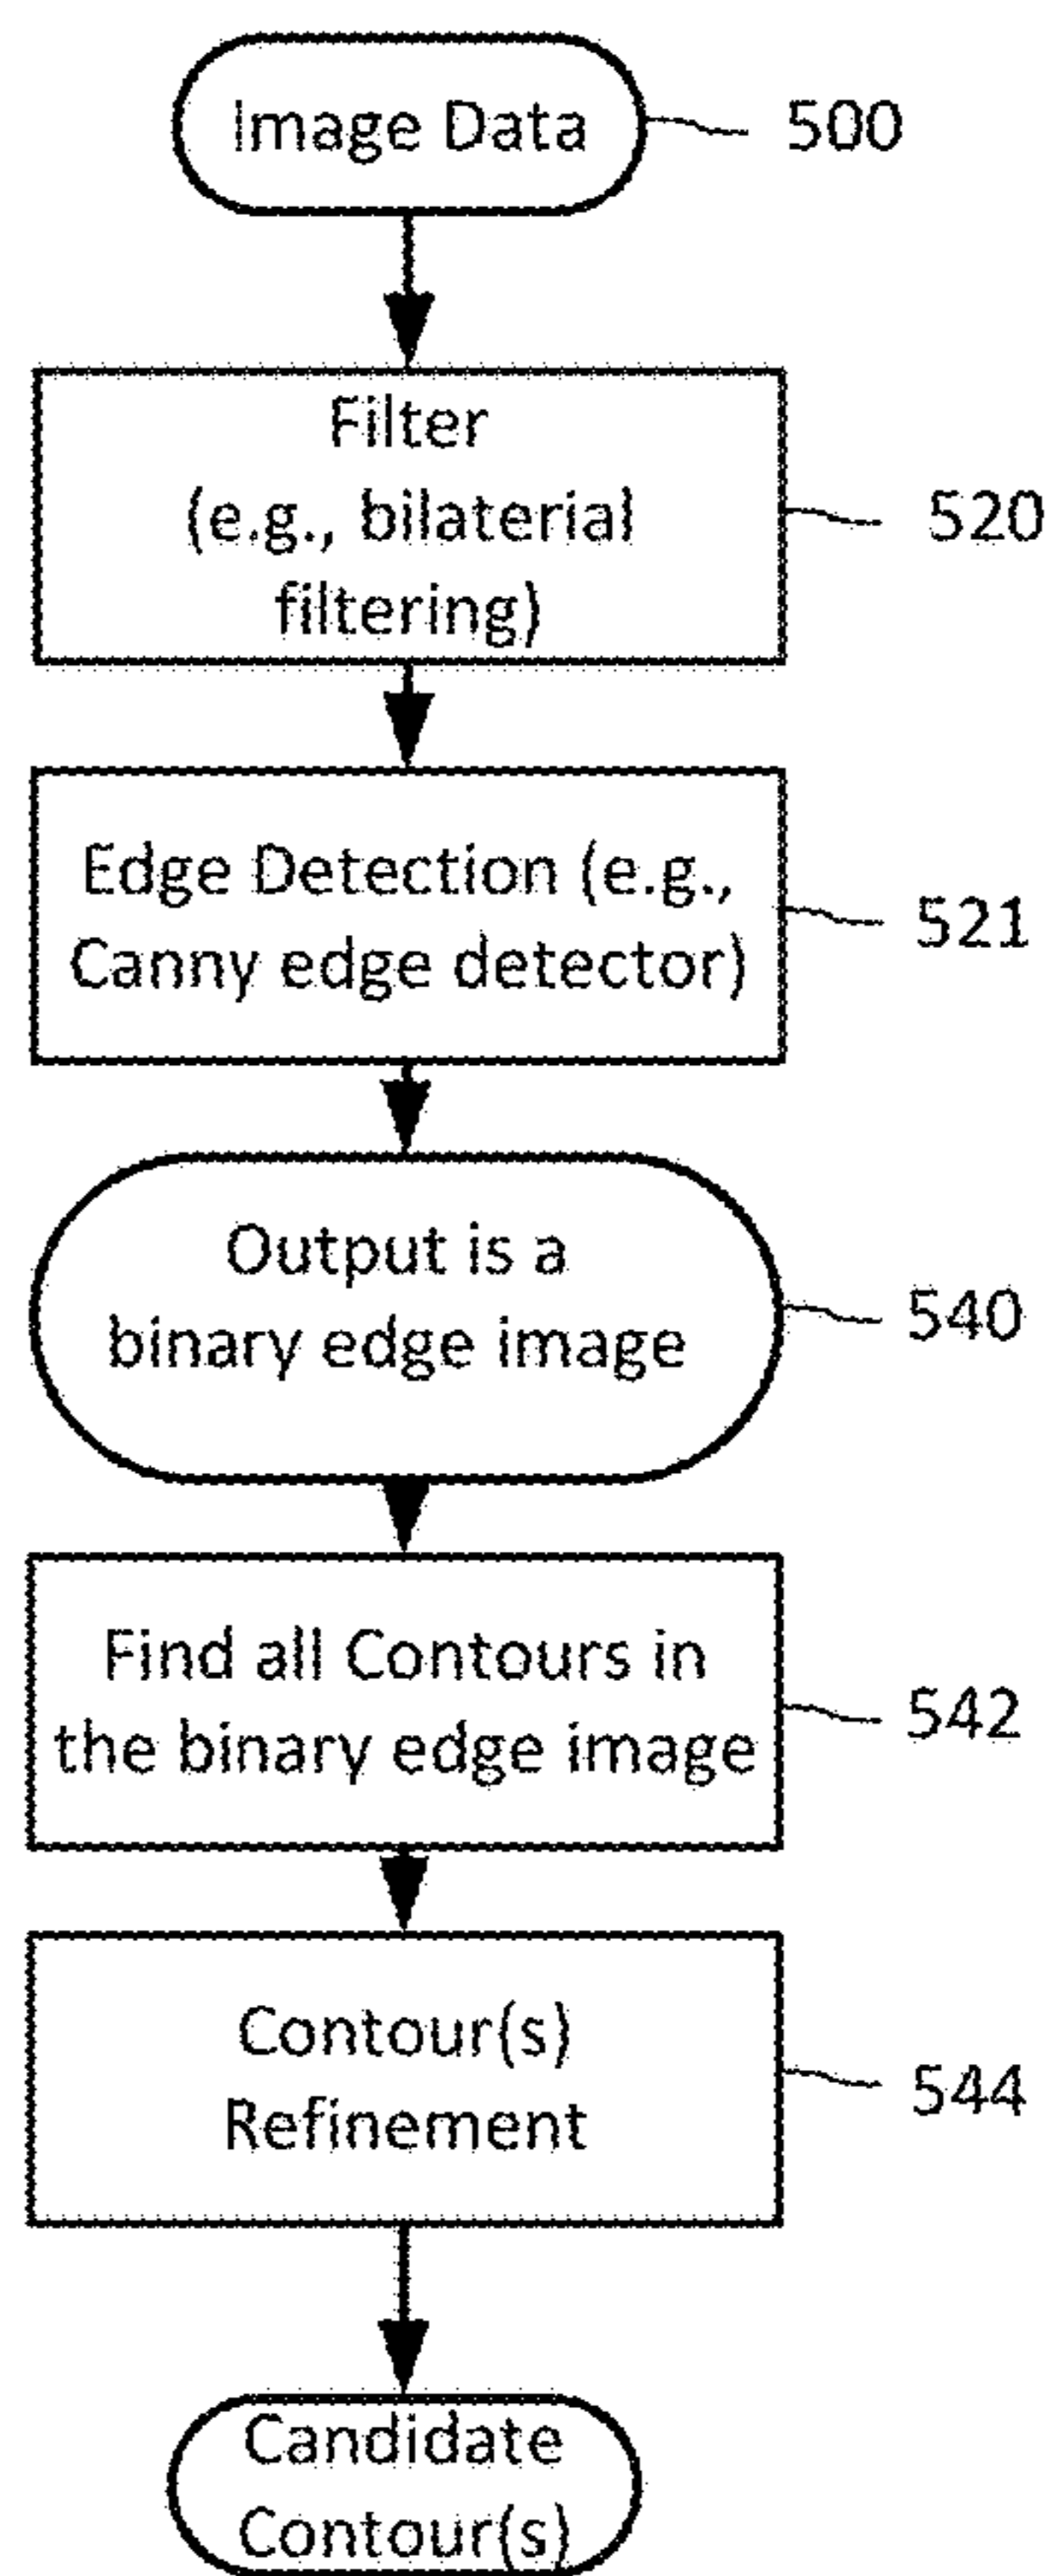 Image Data
500
Filter
(e.g., bilaterial
filtering)
520
Edge Detection (e.g.,
Canny edge detector)
521
Output is a
binary edge image
540
Find all Contours in
the binary edge image
542
Contour(s)
Refinement
544
Candidate
Contour(s)